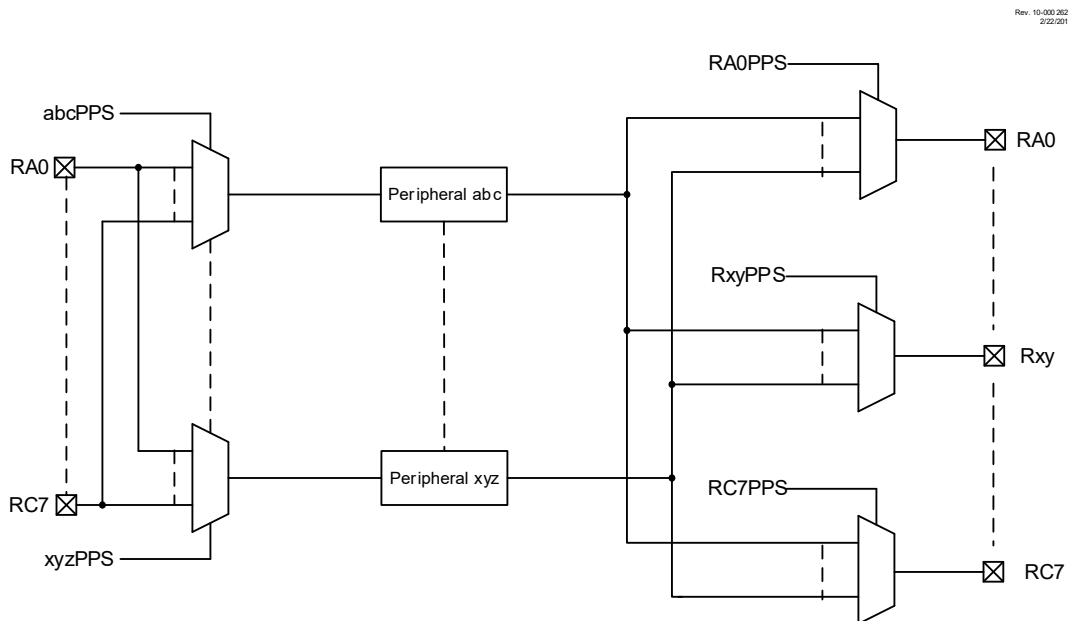 Rev. 10-000 262
2/22/201
RA0PPS
abcPPS
RA0
Peripheral abc
RA0
RxyPPS
Rxy
RC7
Peripheral xyz
RC7PPS
xyzPPS
RC7